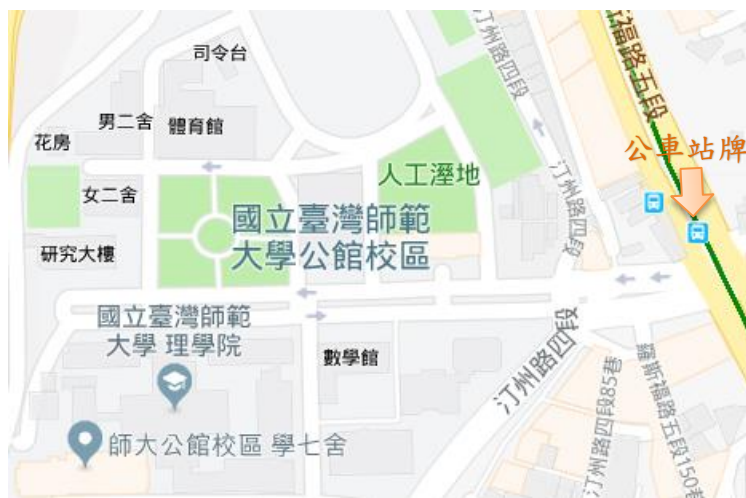 司令台
汀州路四段
斯福路五段
男二舍
體育館
花房
公車站牌
人工溼地
汀州路四段
女二舍
國立臺灣師範
大學公館校區
研究大樓
國立臺灣師範
大學 理學院
數學館
汀州路四段
羅斯福路五段150巷
汀州路四段85巷
師大公館校區 學七舍